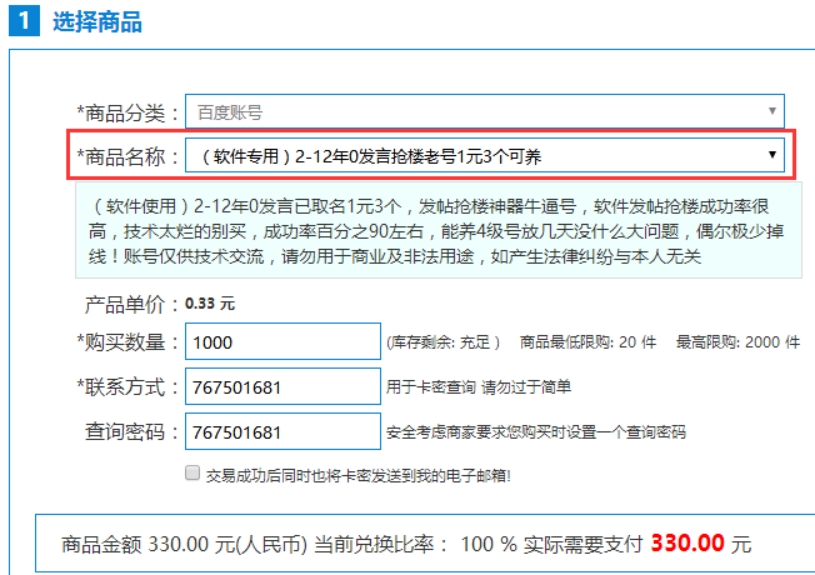 1 选择商品
*商品分类：百度账号
*商品名称：（软件专用）2-12年0发言抢楼老号1元3个可养
（软件使用）2-12年0发言已取名1元3个，发帖抢楼神器牛逼号，软件发帖抢楼成功率很
高，技术太烂的别买，成功率百分之90左右，能养4级号放几天没什么大问题，偶尔极少掉
线！账号仅供技术交流，请勿用于商业及非法用途，如产生法律纠纷与本人无关
产品单价：0.33 元
*购买数量：1000 (库存剩余: 充足 ) 商品最低限购: 20 件 最高限购: 2000 件
*联系方式：767501681 用于卡密查询 请勿过于简单
查询密码：767501681 安全考虑商家要求您购买时设置一个查询密码
交易成功后同时也将卡密发送到我的电子邮箱!
商品金额 330.00 元(人民币) 当前兑换比率： 100 % 实际需要支付 330.00 元